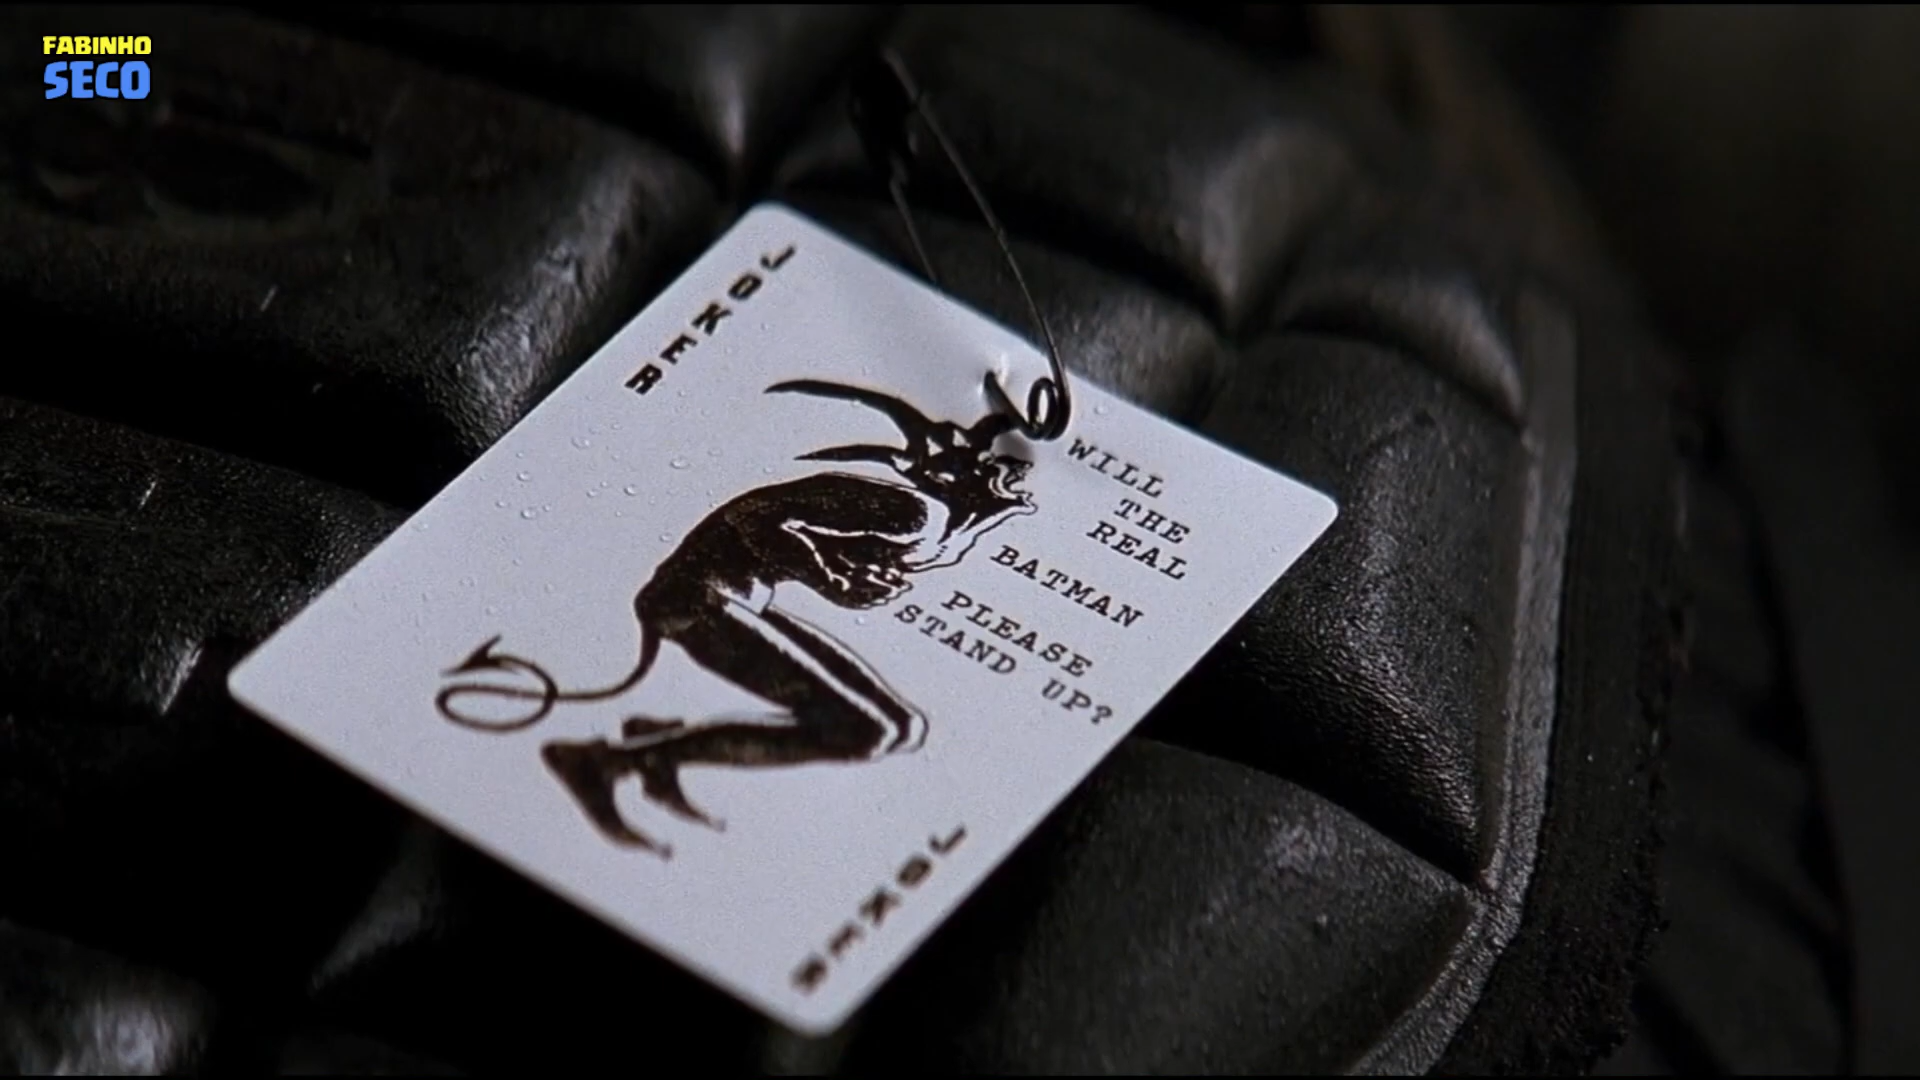 FABINHO
SECO
JOKER
WILL
THE
REAL
BATMAN
PLEASE
STAND UP?
JOKER